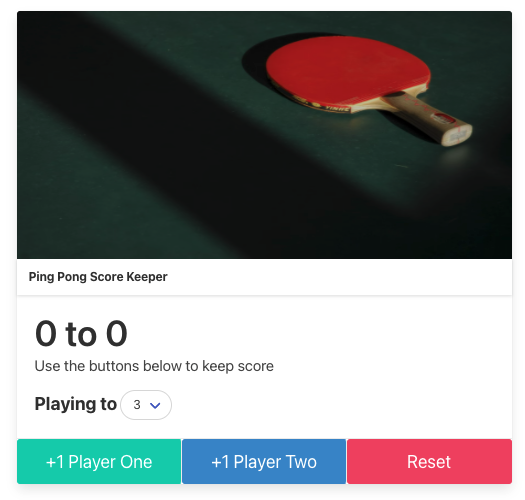 Ping Pong Score Keeper
0 to 0
Use the buttons below to keep score
Playing to 3
+1 Player One +1 Player Two Reset